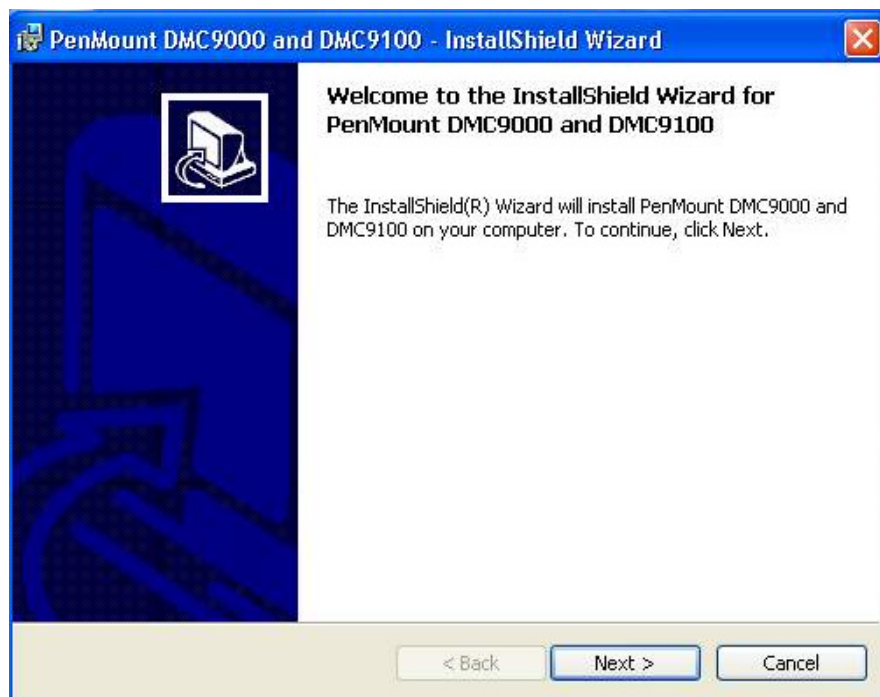 PenMount DMC9000 and DMC9100 - InstallShield Wizard
Welcome to the InstallShield Wizard for
PenMount DMC9000 and DMC9100
The InstallShield(R) Wizard will install PenMount DMC9000 and
DMC9100 on your computer. To continue, click Next.
< Back
Next >
Cancel